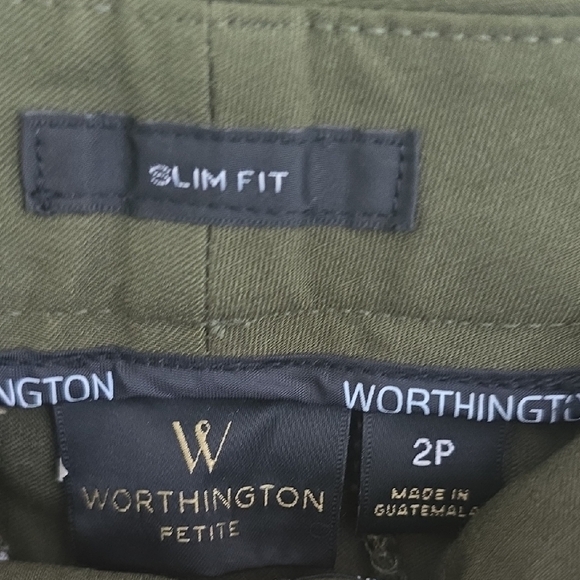 SLIM FIT
NGTON
WORTHINGTO
W
WORTHINGTON
PETITE
2P
MADE IN
GUATEMALA